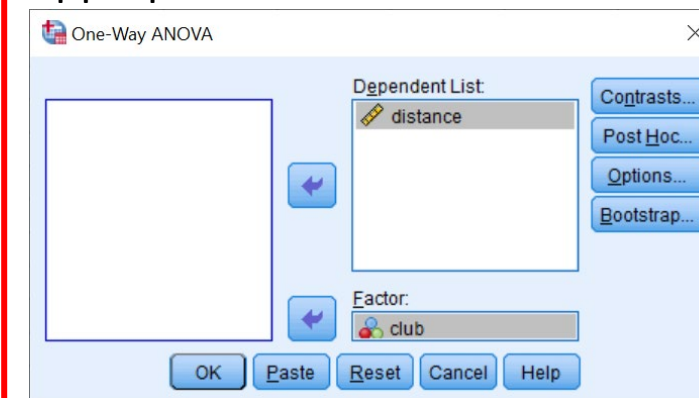 One-Way ANOVA
Dependent List:
distance
Contrasts...
Post Hoc...
Options...
Bootstrap...
Factor:
club
OK Paste Reset Cancel Help